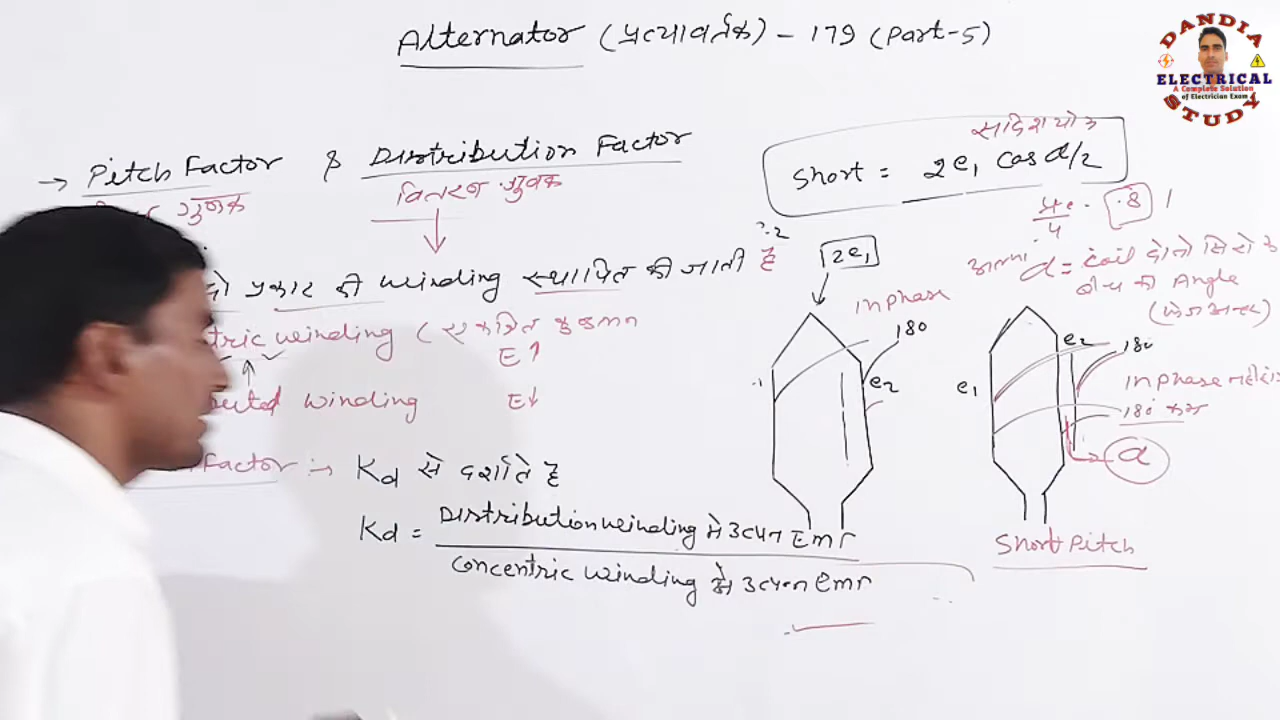 Alternator (प्रत्यावर्तक) - 179 (Part-5)
DANDIA
ELECTRICAL
A Complete Solution
of Electrician Exam
STUDY
→ Pitch Factor & Distribution Factor
गुणक वितरण गुणक
सदिश योग
Short = 2e₁ cos α/2
.8 1
दो प्रकार की winding स्थापित की जाती है
2e₁
α = coil दोनो सिरो के
बीच का Angle
tric winding (
E↑
buted winding E↓
in phase
180
e₂
e₁ e₂ 180
in phase नही
180 कम
α
Short Pitch
Factor :- Kd से दर्शाते है
Kd = Distribution winding मे उत्पन्न Emf
Concentric winding मे उत्पन्न emf